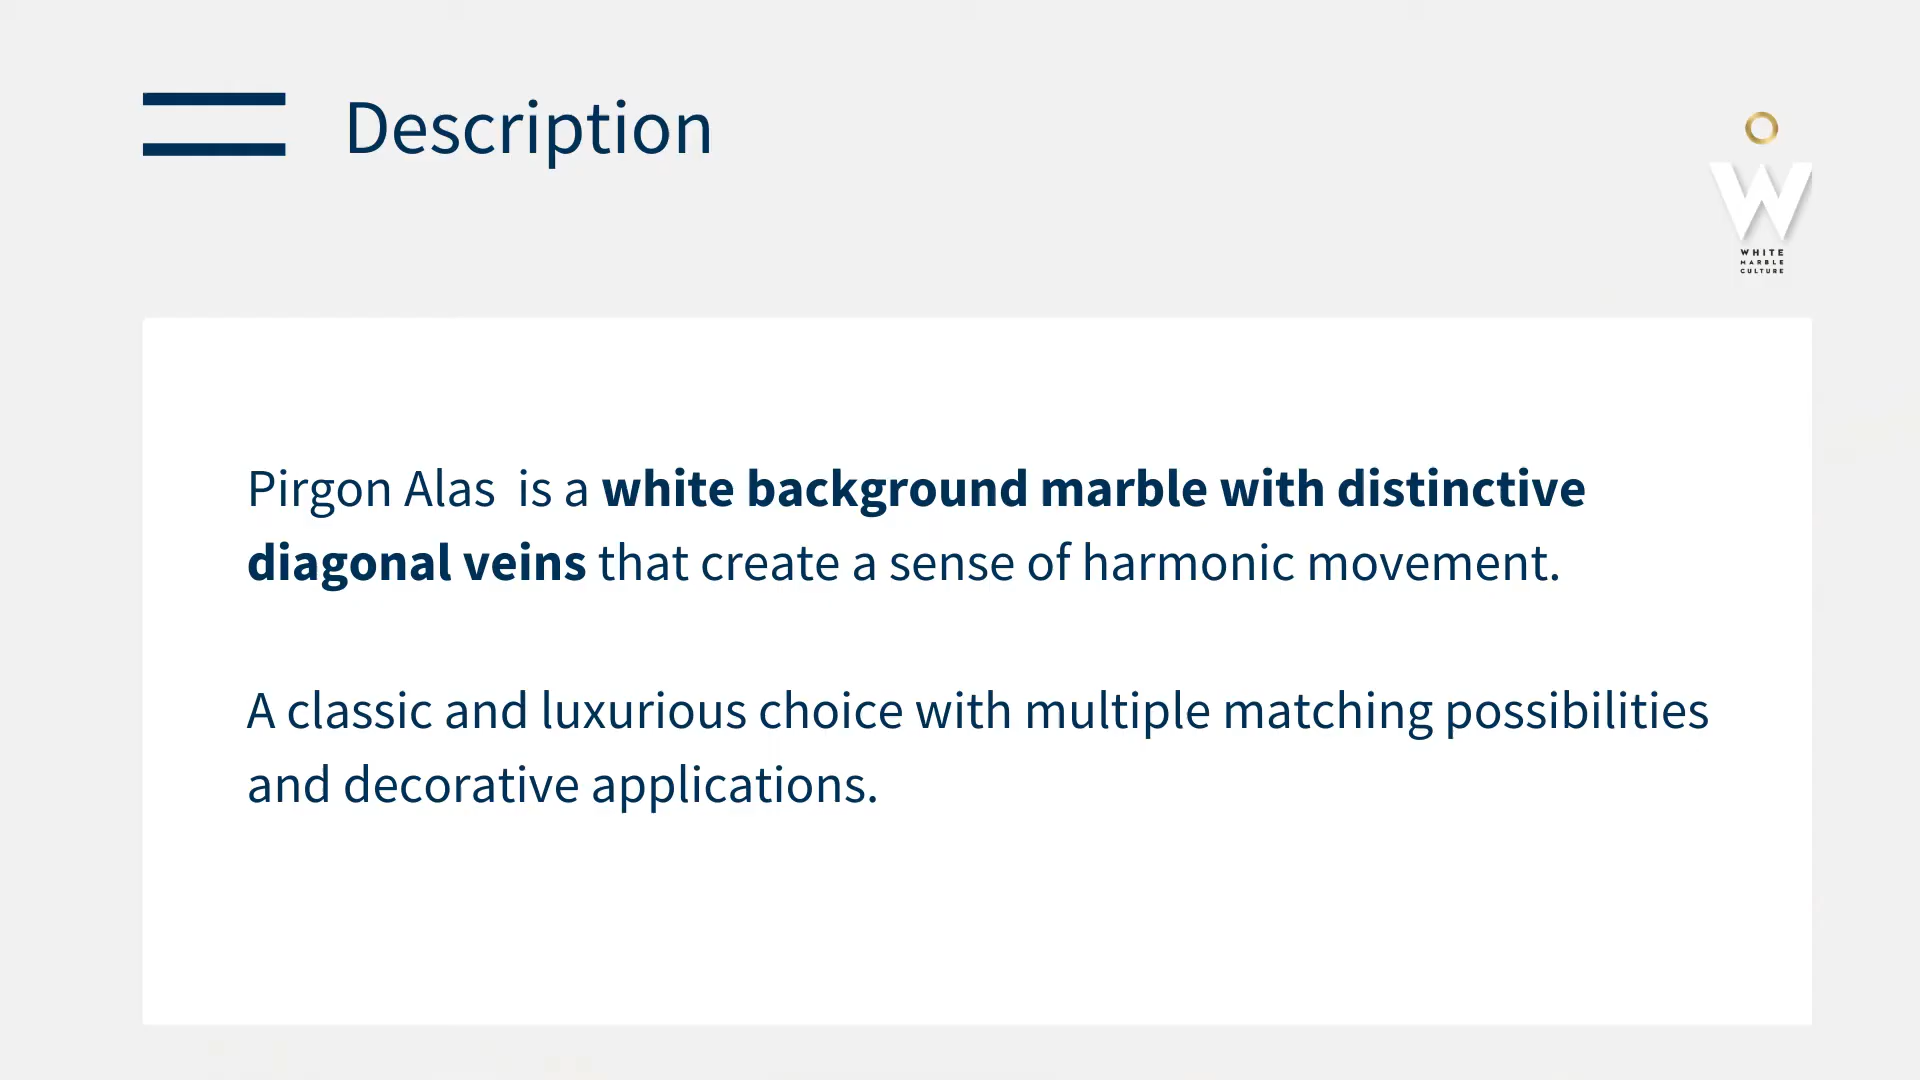 Description
W
WHITE
MARBLE
CULTURE
Pirgon Alas  is a white background marble with distinctive
diagonal veins that create a sense of harmonic movement.
A classic and luxurious choice with multiple matching possibilities
and decorative applications.